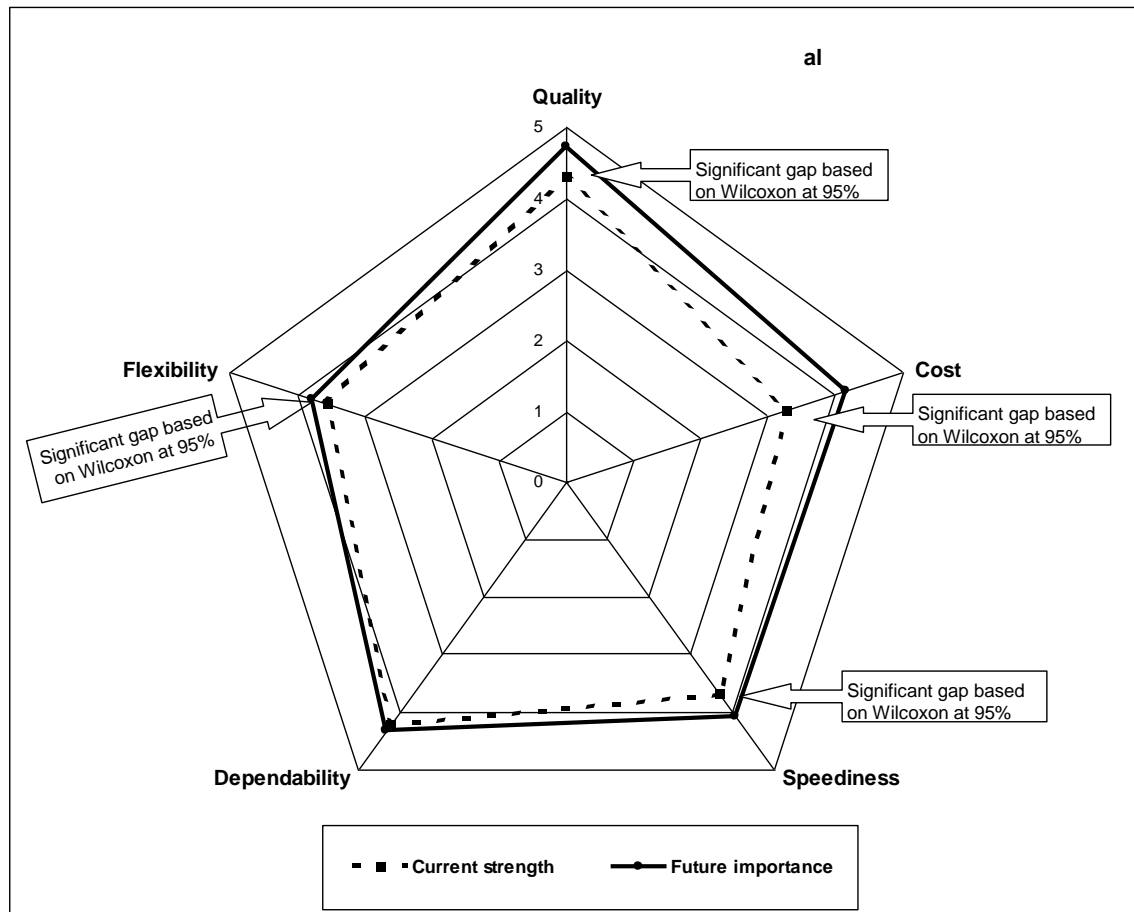 al
Quality
5
Significant gap based
on Wilcoxon at 95%
4
3
2
1
0
Flexibility
Significant gap based
on Wilcoxon at 95%
Cost
Significant gap based
on Wilcoxon at 95%
Significant gap based
on Wilcoxon at 95%
Dependability
Speediness
Current strength
Future importance